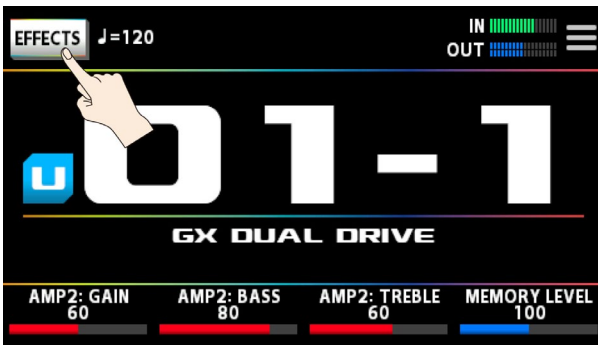 EFFECTS ♩=120 IN
OUT
U 01-1
GX DUAL DRIVE
AMP2: GAIN AMP2: BASS AMP2: TREBLE MEMORY LEVEL
60 80 60 100